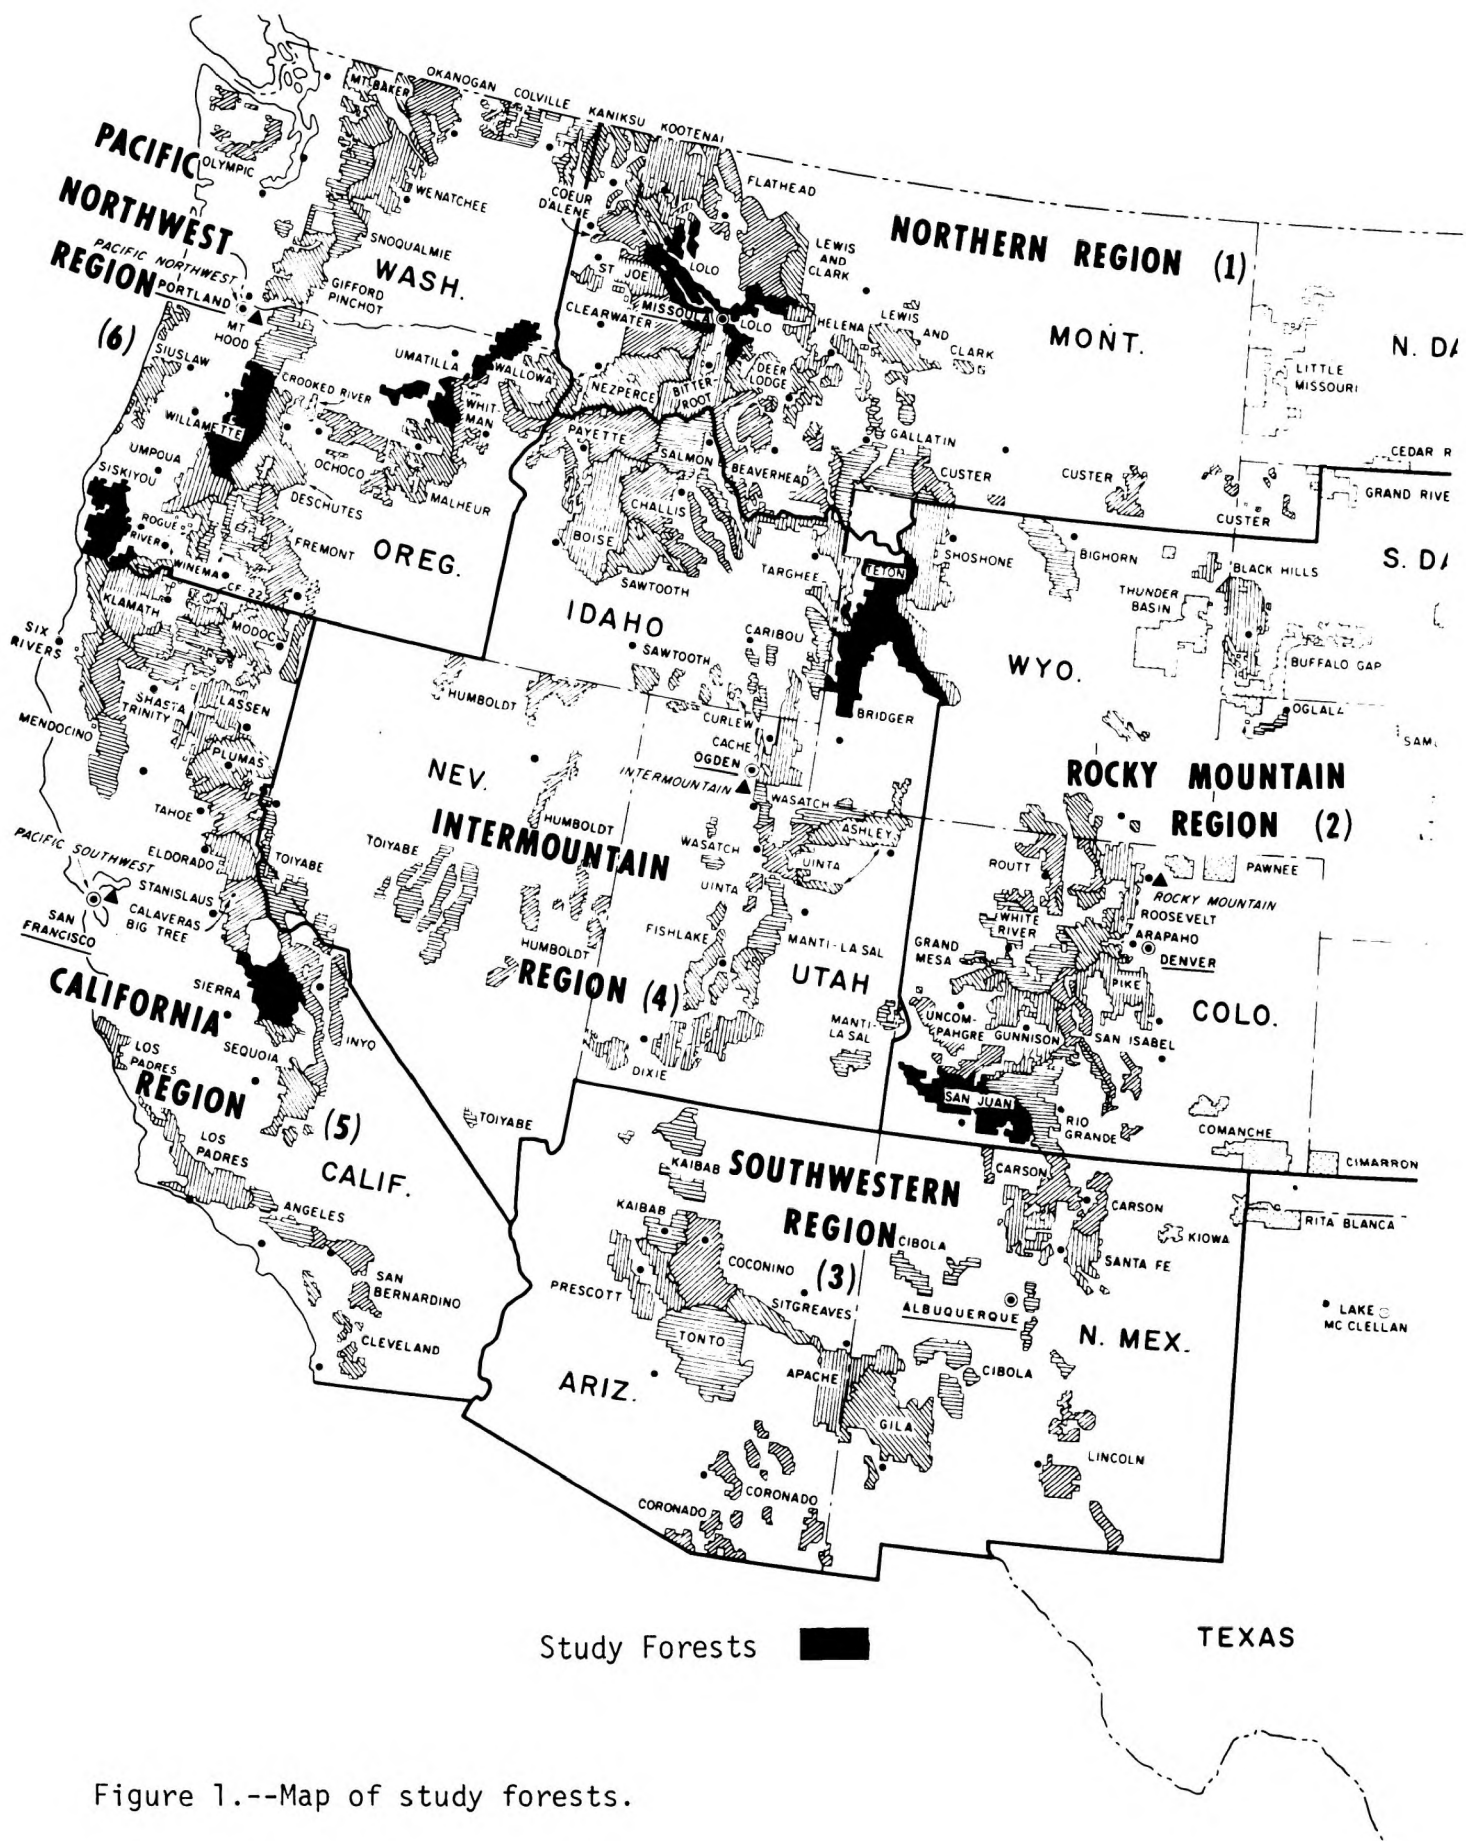 MT. BAKER
OKANOGAN
COLVILLE
KANIKSU
KOOTENAI
PACIFIC
NORTHWEST
REGION
(6)
OLYMPIC
WENATCHEE
SNOQUALMIE
WASH.
GIFFORD
PINCHOT
PACIFIC NORTHWEST
PORTLAND
MT
HOOD
SIUSLAW
UMATILLA
WALLOWA
WHIT-
MAN
CROOKED RIVER
WILLAMETTE
UMPQUA
SISKIYOU
OCHOCO
MALHEUR
DESCHUTES
ROGUE
RIVER
WINEMA
FREMONT
OREG.
C F 22
COEUR
D'ALENE
FLATHEAD
NORTHERN REGION (1)
LEWIS
AND
CLARK
LOLO
ST. JOE
MISSOULA
LOLO
CLEARWATER
HELENA
LEWIS
AND
CLARK
MONT.
N. DA
LITTLE
MISSOURI
DEER
LODGE
NEZPERCE
BITTER-
ROOT
GALLATIN
CEDAR R
GRAND RIVE
CUSTER
CUSTER
CUSTER
PAYETTE
SALMON
BEAVERHEAD
CHALLIS
BOISE
SAWTOOTH
TARGHEE
TETON
SHOSHONE
BIGHORN
BLACK HILLS
S. DA
THUNDER
BASIN
IDAHO
CARIBOU
SAWTOOTH
WYO.
BUFFALO GAP
OGLALA
SAM
BRIDGER
KLAMATH
MODOC
SIX
RIVERS
SHASTA
TRINITY
LASSEN
MENDOCINO
PLUMAS
HUMBOLDT
CURLEW
CACHE
OGDEN
NEV.
INTERMOUNTAIN
ROCKY MOUNTAIN
REGION (2)
TAHOE
WASATCH
HUMBOLDT
INTERMOUNTAIN
ASHLEY
PACIFIC SOUTHWEST
ELDORADO
TOIYABE
TOIYABE
WASATCH
UINTA
UINTA
ROUTT
PAWNEE
ROCKY MOUNTAIN
STANISLAUS
CALAVERAS
BIG TREE
SAN
FRANCISCO
WHITE
RIVER
ROOSEVELT
ARAPAHO
DENVER
GRAND
MESA
FISHLAKE
MANTI-LA SAL
HUMBOLDT
REGION (4)
UTAH
PIKE
COLO.
SIERRA
CALIFORNIA
REGION
(5)
SEQUOIA
INYO
LOS
PADRES
MANTI-
LA SAL
UNCOM-
PAHGRE
GUNNISON
SAN ISABEL
DIXIE
SAN JUAN
RIO
GRANDE
COMANCHE
CIMARRON
TOIYABE
LOS
PADRES
CALIF.
ANGELES
SAN
BERNARDINO
CLEVELAND
KAIBAB
SOUTHWESTERN
REGION
(3)
CARSON
CARSON
KAIBAB
CIBOLA
KIOWA
RITA BLANCA
SANTA FE
COCONINO
PRESCOTT
SITGREAVES
ALBUQUERQUE
LAKE
MC CLELLAN
TONTO
N. MEX.
ARIZ.
APACHE
CIBOLA
GILA
LINCOLN
CORONADO
CORONADO
Study Forests
TEXAS
Figure 1.--Map of study forests.